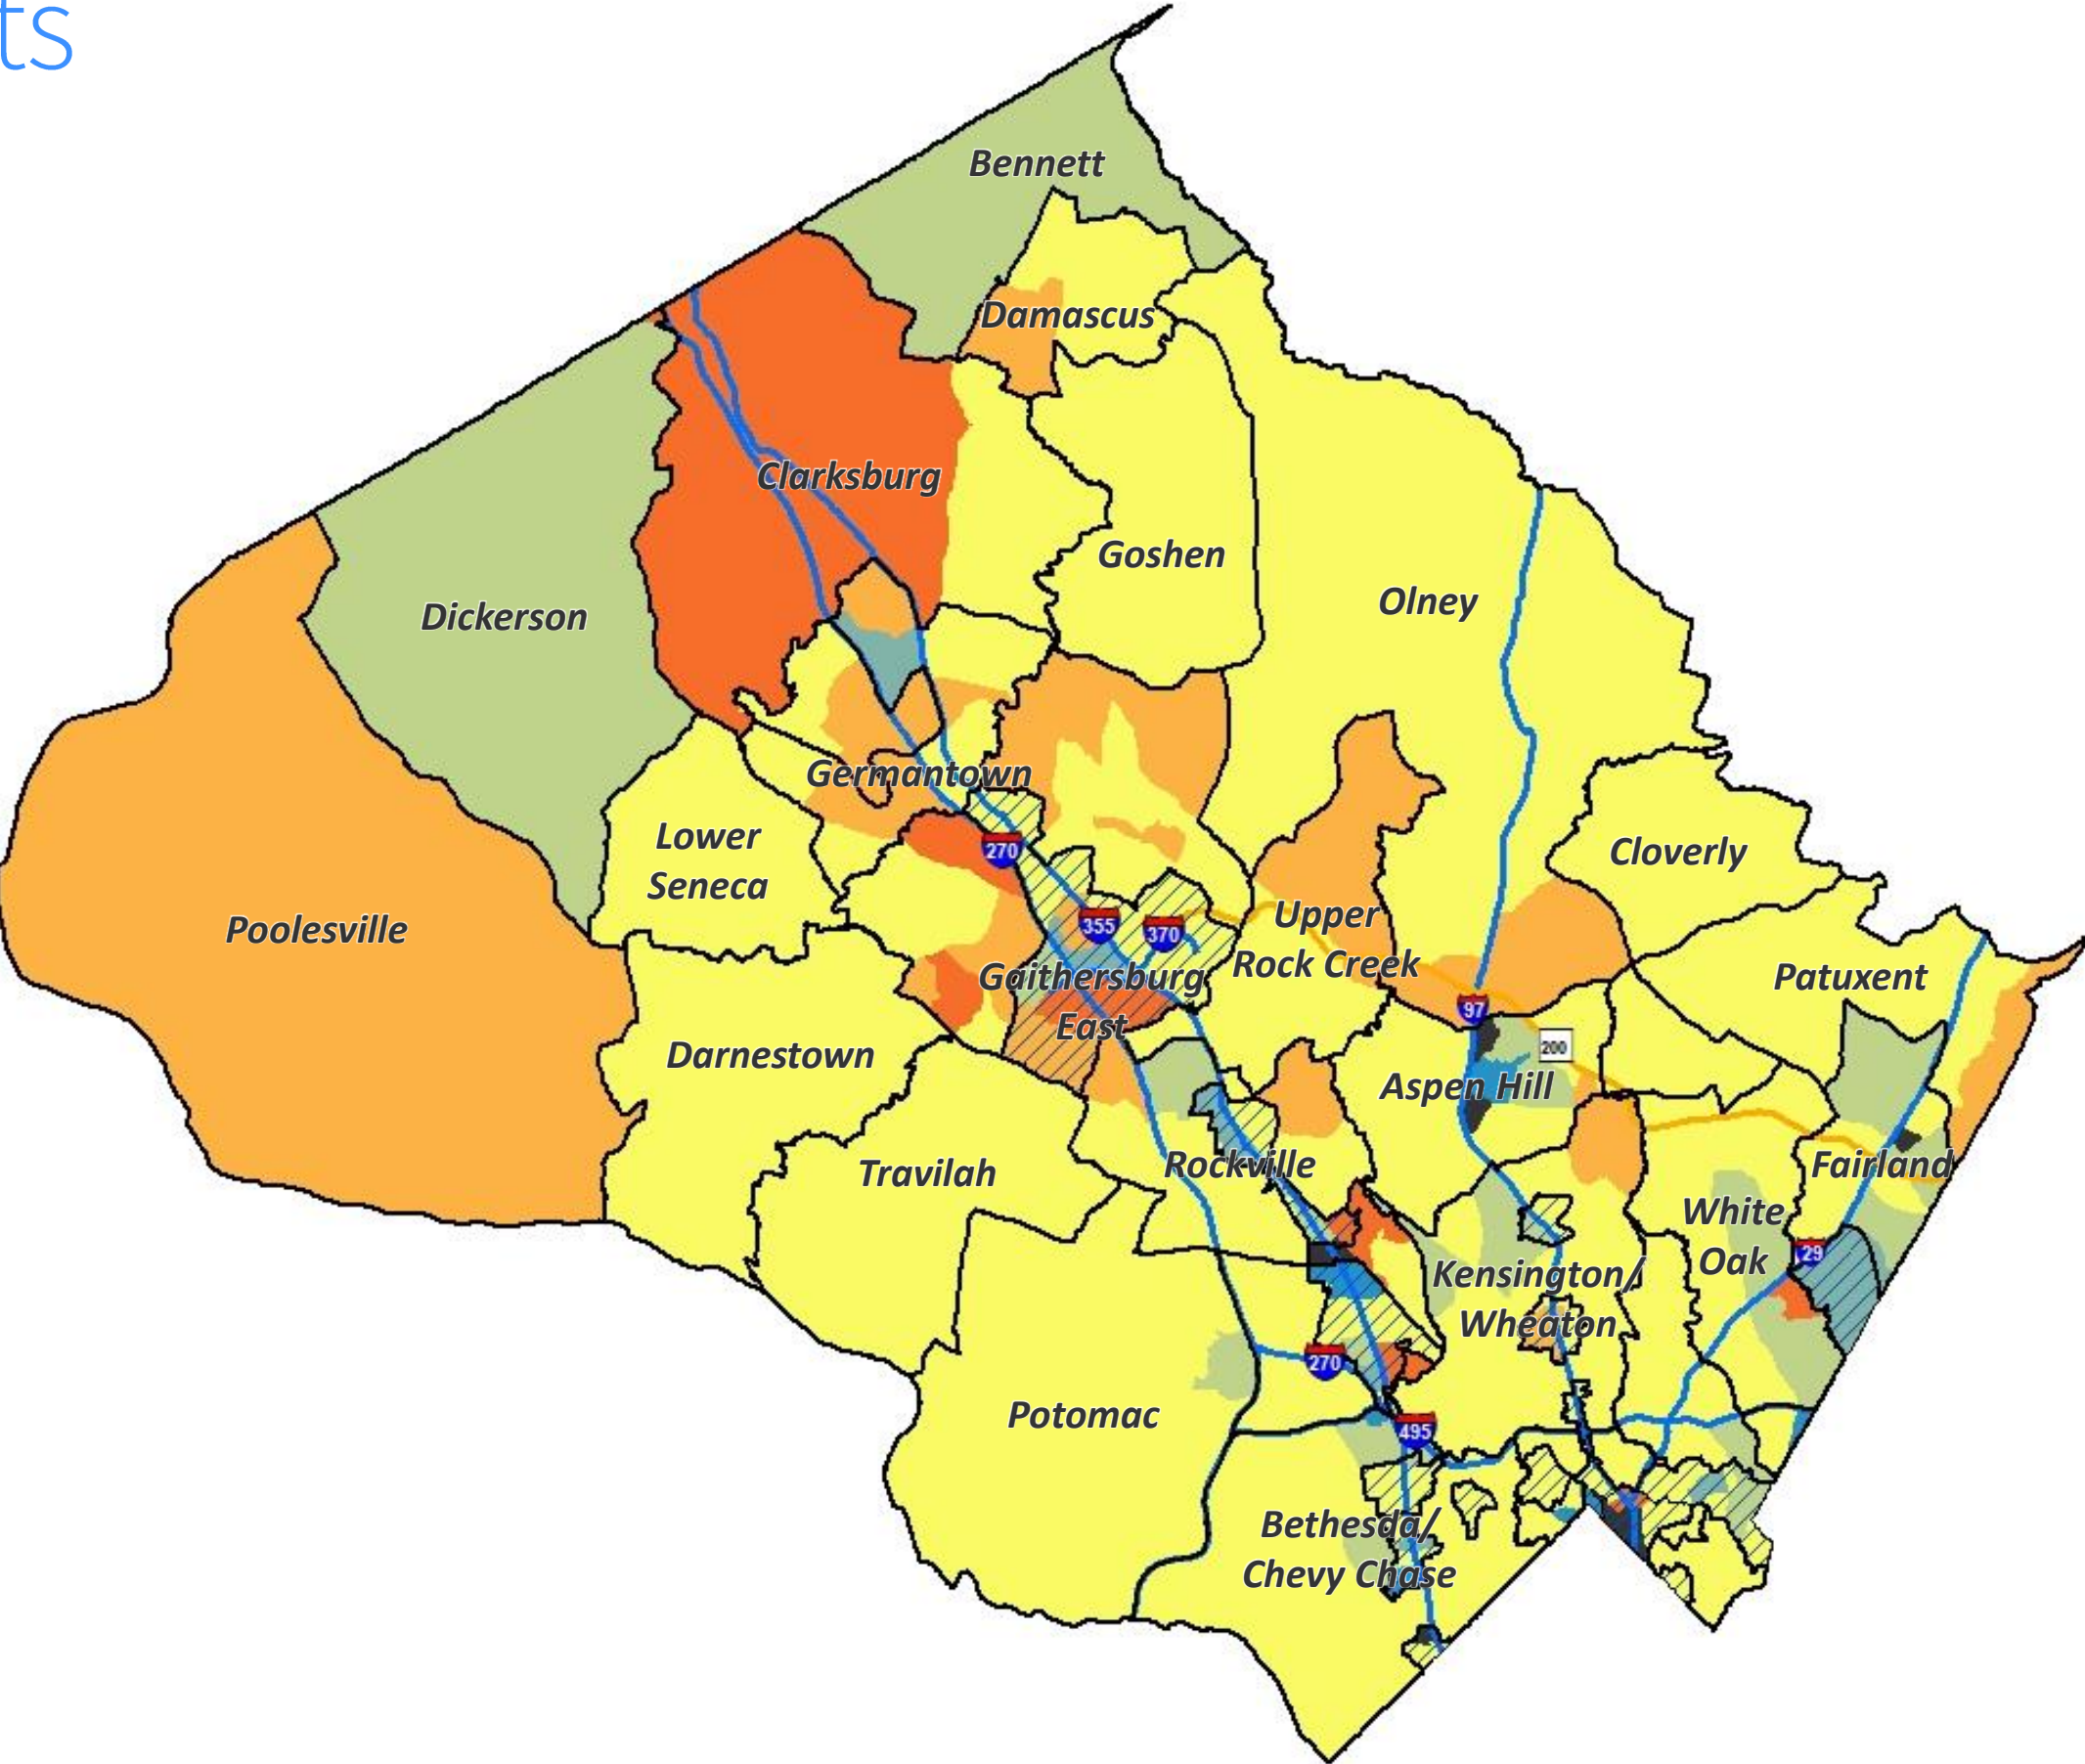 ts
Bennett
Damascus
Clarksburg
Goshen
Olney
Dickerson
Germantown
Lower
Seneca
270
Cloverly
Poolesville
355
370
Upper
Rock Creek
Gaithersburg
East
Patuxent
97
200
Darnestown
Aspen Hill
Travilah
Rockville
Fairland
White
Oak
29
Kensington/
Wheaton
270
Potomac
495
Bethesda/
Chevy Chase